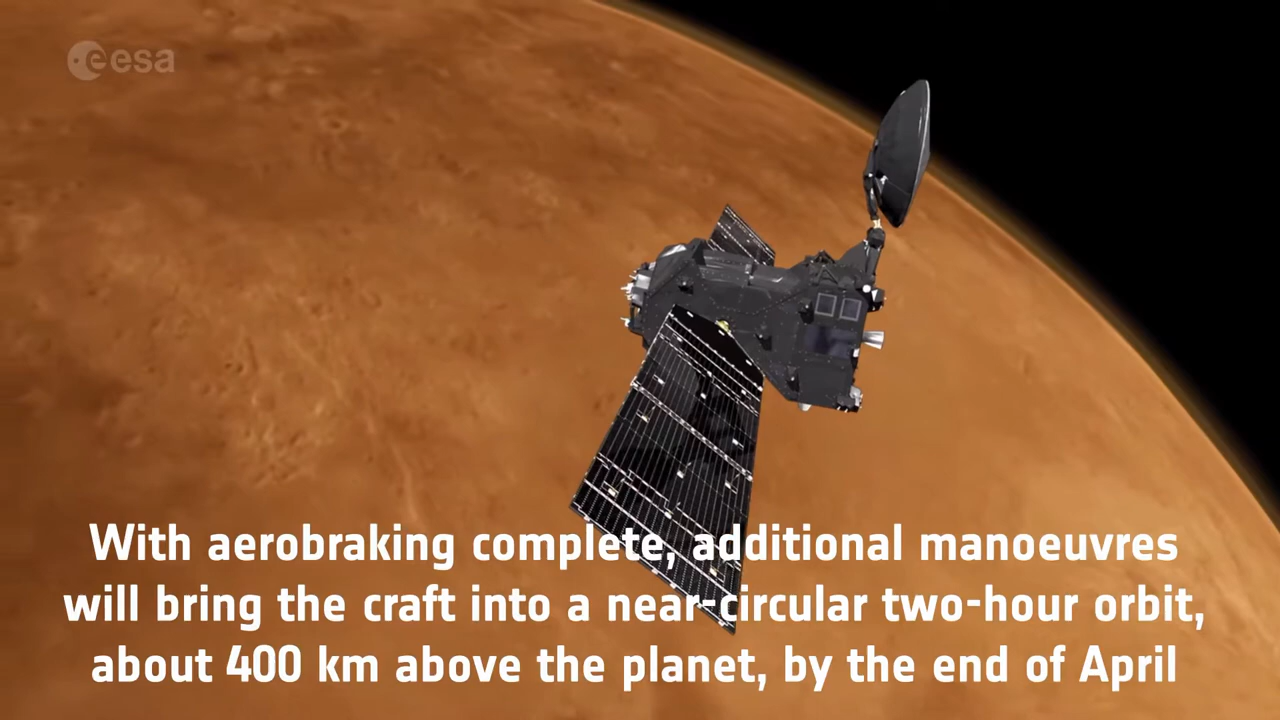 esa
With aerobraking complete, additional manoeuvres
will bring the craft into a near-circular two-hour orbit,
about 400 km above the planet, by the end of April